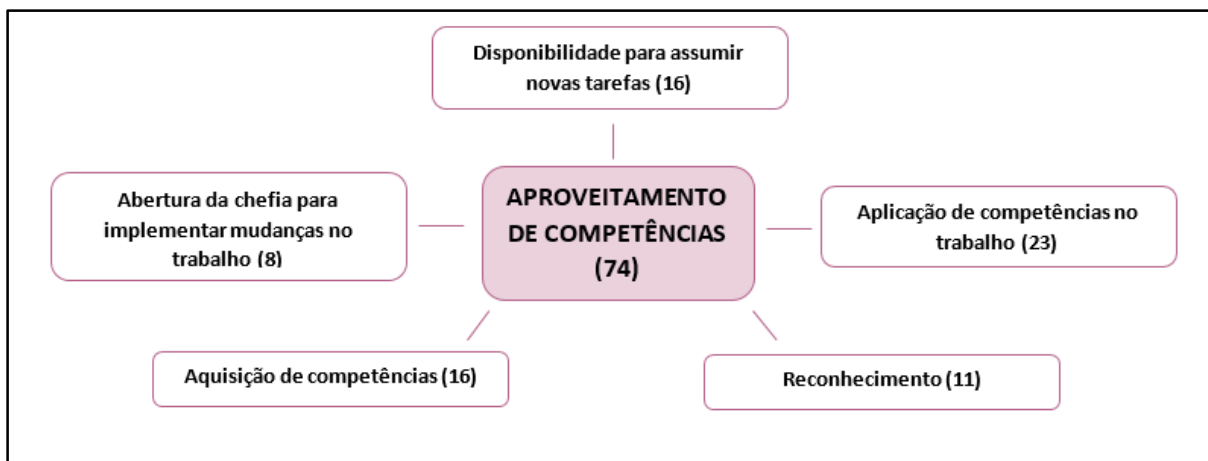 Disponibilidade para assumir
novas tarefas (16)
Abertura da chefia para
implementar mudanças no
trabalho (8)
APROVEITAMENTO
DE COMPETÊNCIAS
(74)
Aplicação de competências no
trabalho (23)
Aquisição de competências (16)
Reconhecimento (11)